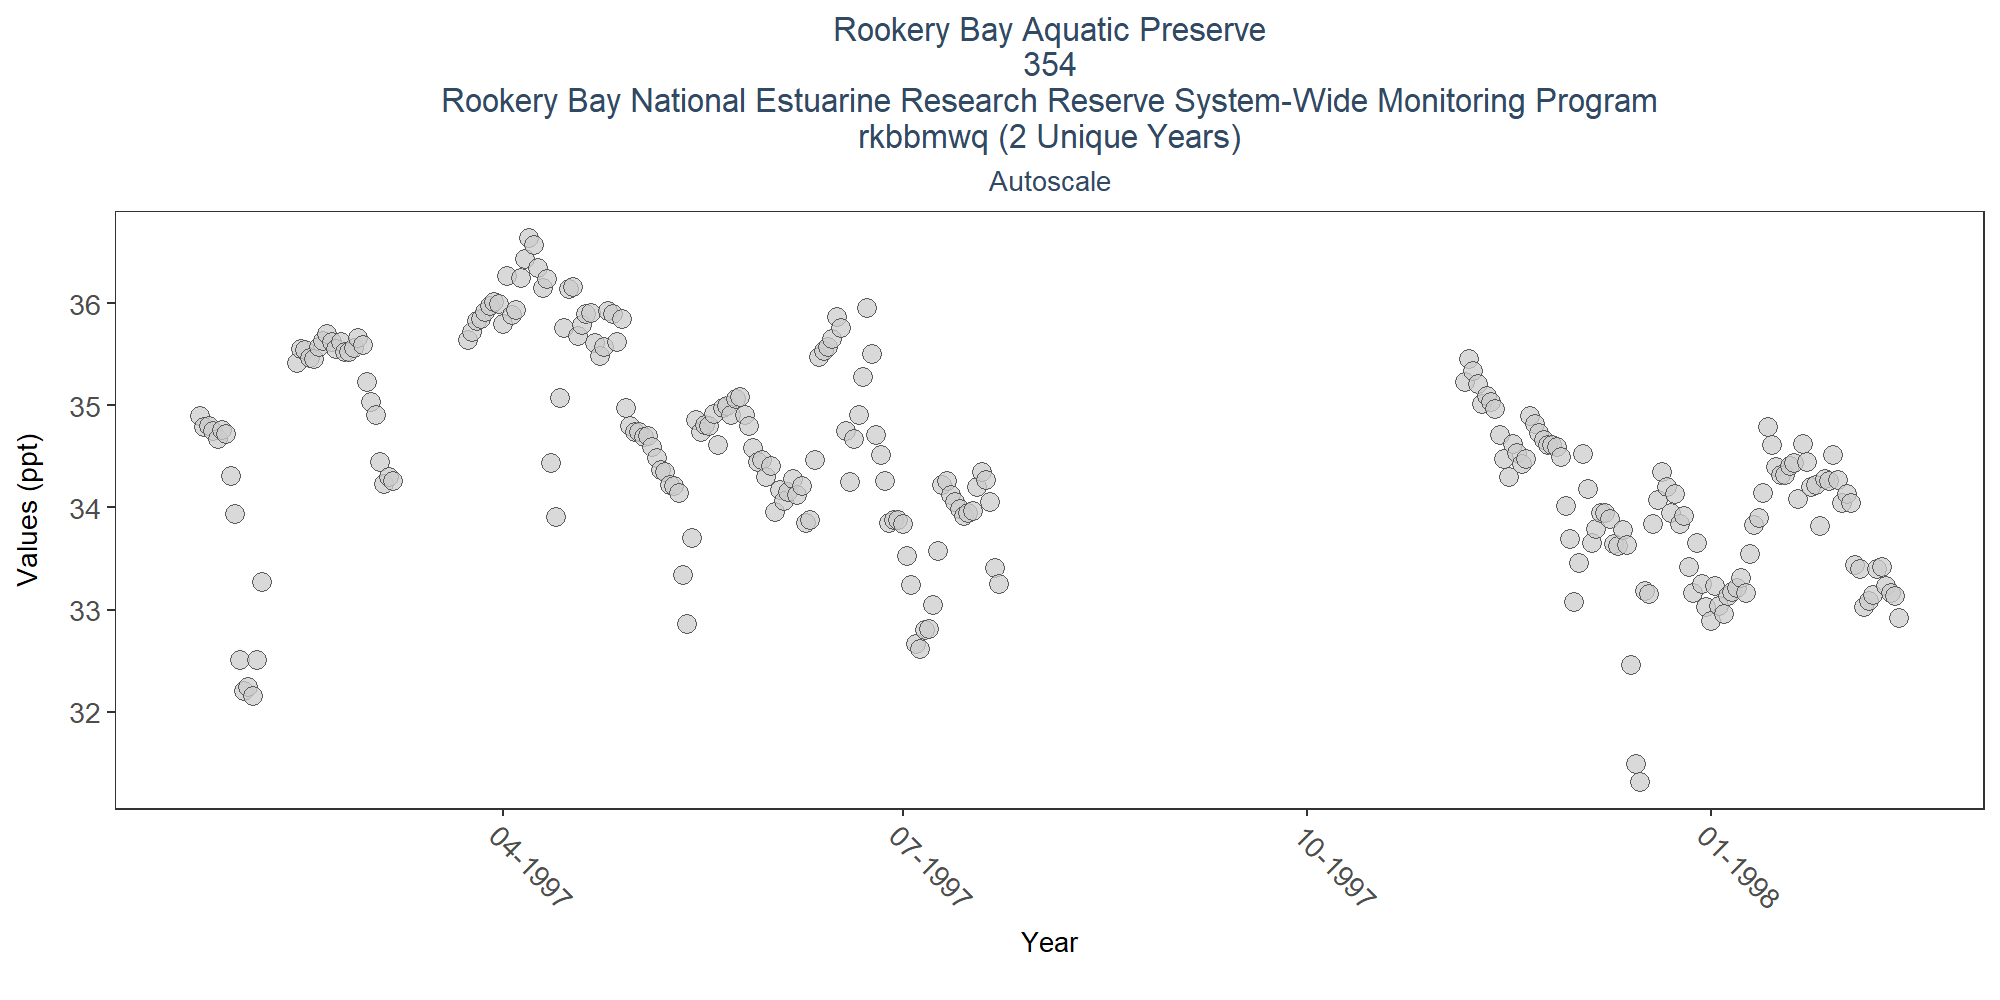 Rookery Bay Aquatic Preserve
354
Rookery Bay National Estuarine Research Reserve System-Wide Monitoring Program
rkbbmwq (2 Unique Years)
Autoscale
Values (ppt)
36
35
34
33
32
04-1997
07-1997
10-1997
01-1998
Year